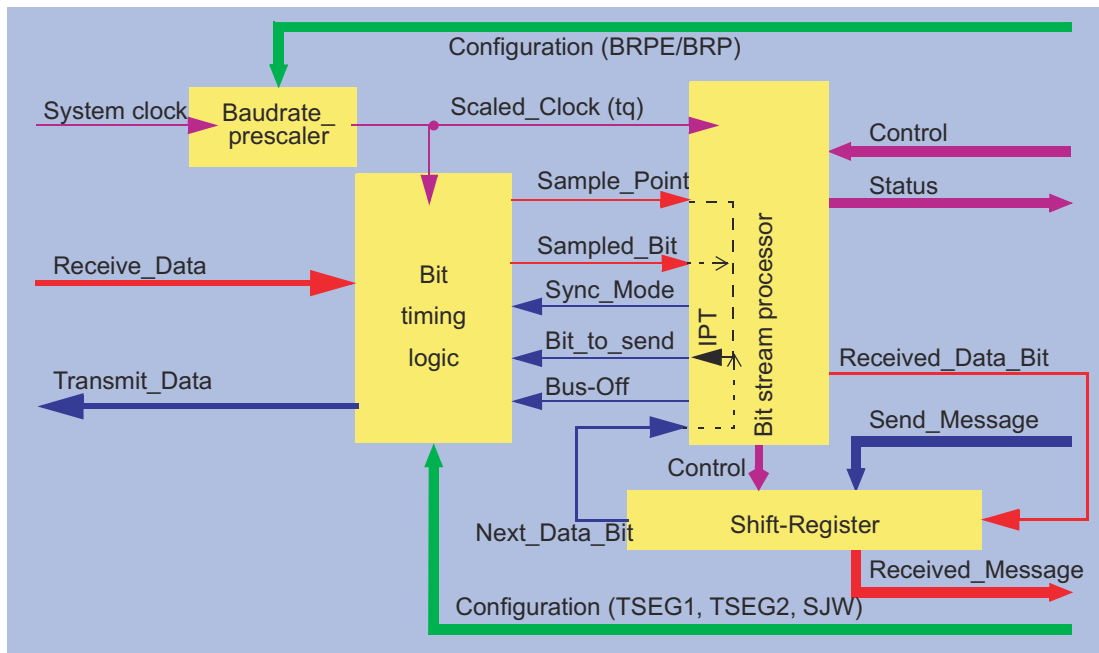 Configuration (BRPE/BRP)
System clock
Baudrate_
prescaler
Scaled_Clock (tq)
Control
Sample_Point
Status
Sampled_Bit
Receive_Data
Bit
timing
logic
Sync_Mode
Bit_to_send
Bus-Off
IPT
Bit stream processor
Received_Data_Bit
Transmit_Data
Send_Message
Control
Next_Data_Bit
Shift-Register
Received_Message
Configuration (TSEG1, TSEG2, SJW)